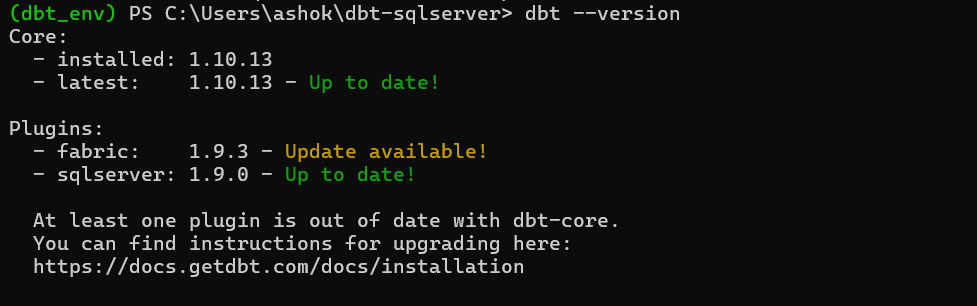 (dbt_env) PS C:\Users\ashok\dbt-sqlserver> dbt --version
Core:
  - installed: 1.10.13
  - latest:    1.10.13 - Up to date!

Plugins:
  - fabric:    1.9.3 - Update available!
  - sqlserver: 1.9.0 - Up to date!

  At least one plugin is out of date with dbt-core.
  You can find instructions for upgrading here:
  https://docs.getdbt.com/docs/installation